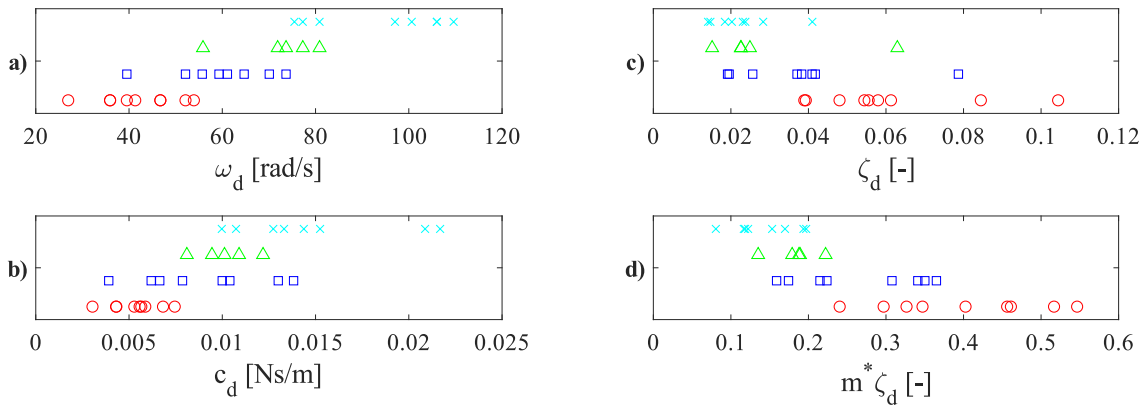 a)
20 40 60 80 100 120
ω_d [rad/s]
b)
0 0.005 0.01 0.015 0.02 0.025
c_d [Ns/m]
c)
0 0.02 0.04 0.06 0.08 0.1 0.12
ζ_d [-]
d)
0 0.1 0.2 0.3 0.4 0.5 0.6
m^*ζ_d [-]